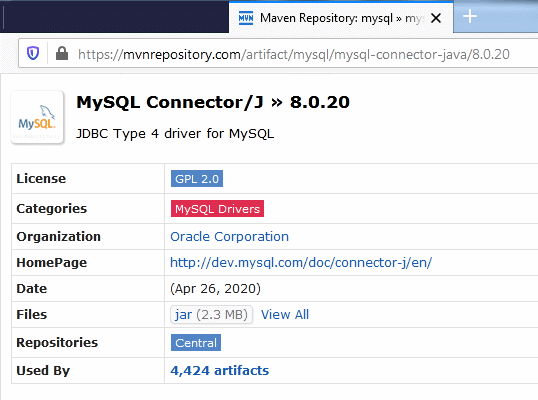 Maven Repository: mysql » mys
https://mvnrepository.com/artifact/mysql/mysql-connector-java/8.0.20
MySQL Connector/J » 8.0.20
MySQL
JDBC Type 4 driver for MySQL
License GPL 2.0
Categories MySQL Drivers
Organization Oracle Corporation
HomePage http://dev.mysql.com/doc/connector-j/en/
Date (Apr 26, 2020)
Files jar (2.3 MB) View All
Repositories Central
Used By 4,424 artifacts